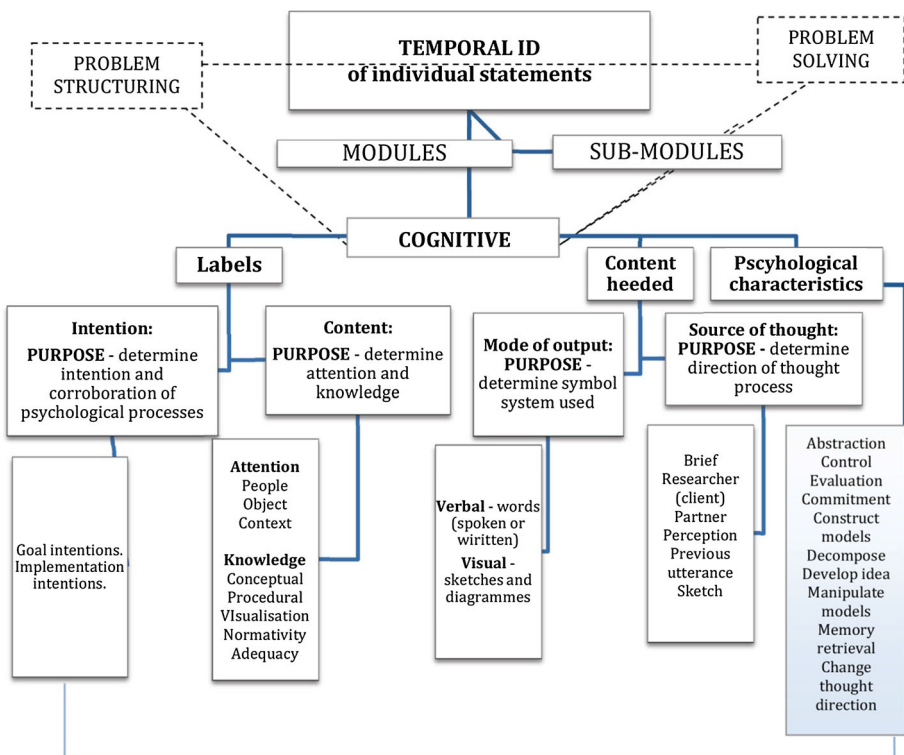 PROBLEM
STRUCTURING
TEMPORAL ID
of individual statements
PROBLEM
SOLVING
MODULES
SUB-MODULES
COGNITIVE
Labels
Content
heeded
Pscyhological
characteristics
Intention:
PURPOSE - determine
intention and
corroboration of
psychological processes
Content:
PURPOSE - determine
attention and
knowledge
Mode of output:
PURPOSE -
determine symbol
system used
Source of thought:
PURPOSE - determine
direction of thought
process
Goal intentions.
Implementation
intentions.
Attention
People
Object
Context
Knowledge
Conceptual
Procedural
VIsualisation
Normativity
Adequacy
Verbal - words
(spoken or
wiritten)
Visual -
sketches and
diagrammes
Brief
Researcher
(client)
Partner
Perception
Previous
utterance
Sketch
Abstraction
Control
Evaluation
Commitment
Construct
models
Decompose
Develop idea
Manipulate
models
Memory
retrieval
Change
thought
direction